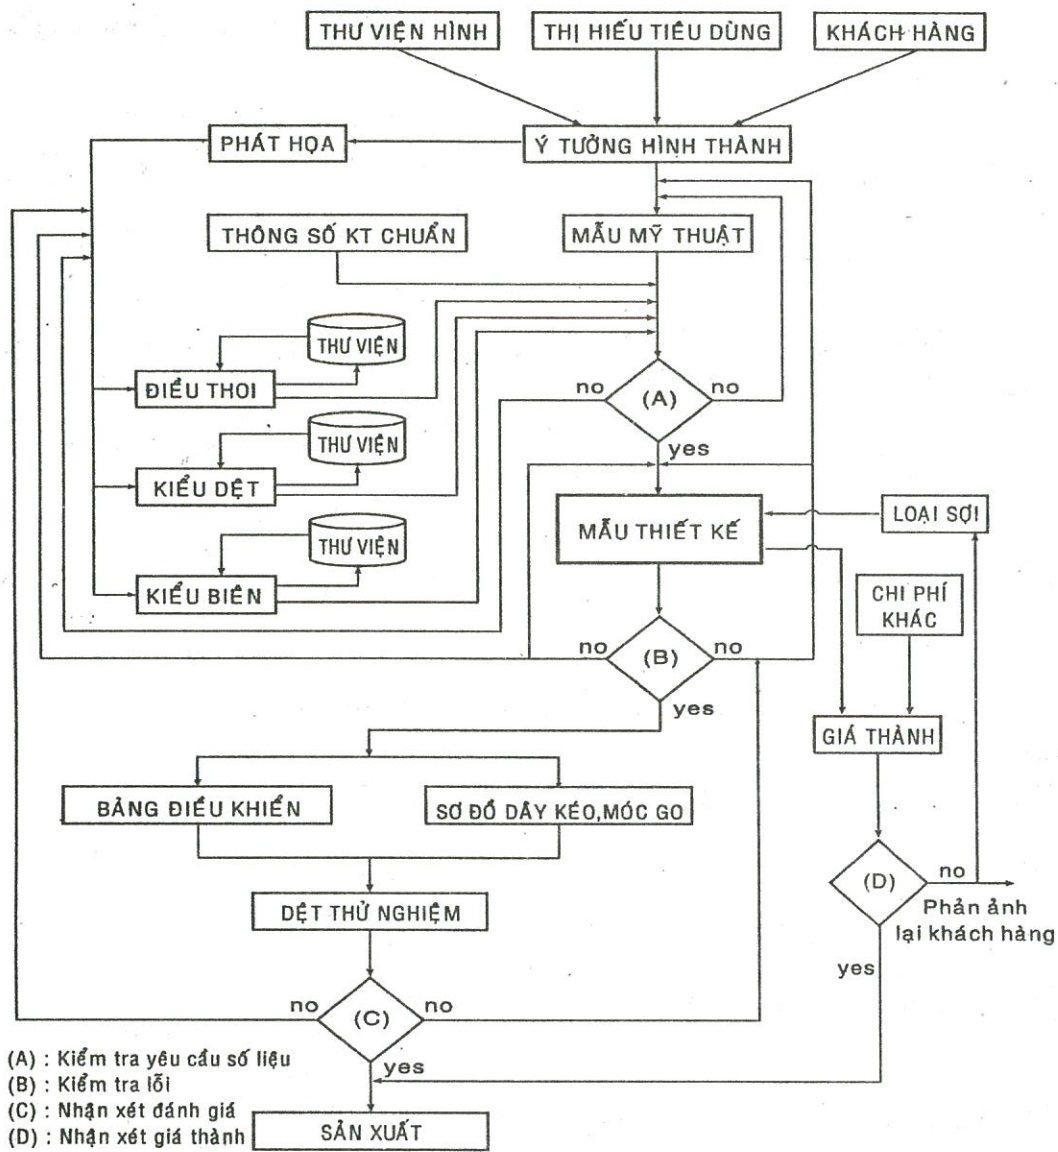 THƯ VIỆN HÌNH
THỊ HIẾU TIÊU DÙNG
KHÁCH HÀNG
PHÁT HỌA
Ý TƯỞNG HÌNH THÀNH
THÔNG SỐ KT CHUẨN
MẪU MỸ THUẬT
THƯ VIỆN
ĐIỀU THOI
no
(A)
no
yes
THƯ VIỆN
KIỂU DỆT
MẪU THIẾT KẾ
LOẠI SỢI
THƯ VIỆN
KIỂU BIÊN
CHI PHÍ
KHÁC
no
(B)
no
yes
GIÁ THÀNH
BẢNG ĐIỀU KHIỂN
SƠ ĐỒ DÂY KÉO,MÓC GO
(D)
no
DỆT THỬ NGHIỆM
Phản ảnh
lại khách hàng
yes
no
(C)
no
yes
(A) : Kiểm tra yêu cầu số liệu
(B) : Kiểm tra lỗi
(C) : Nhận xét đánh giá
(D) : Nhận xét giá thành
SẢN XUẤT